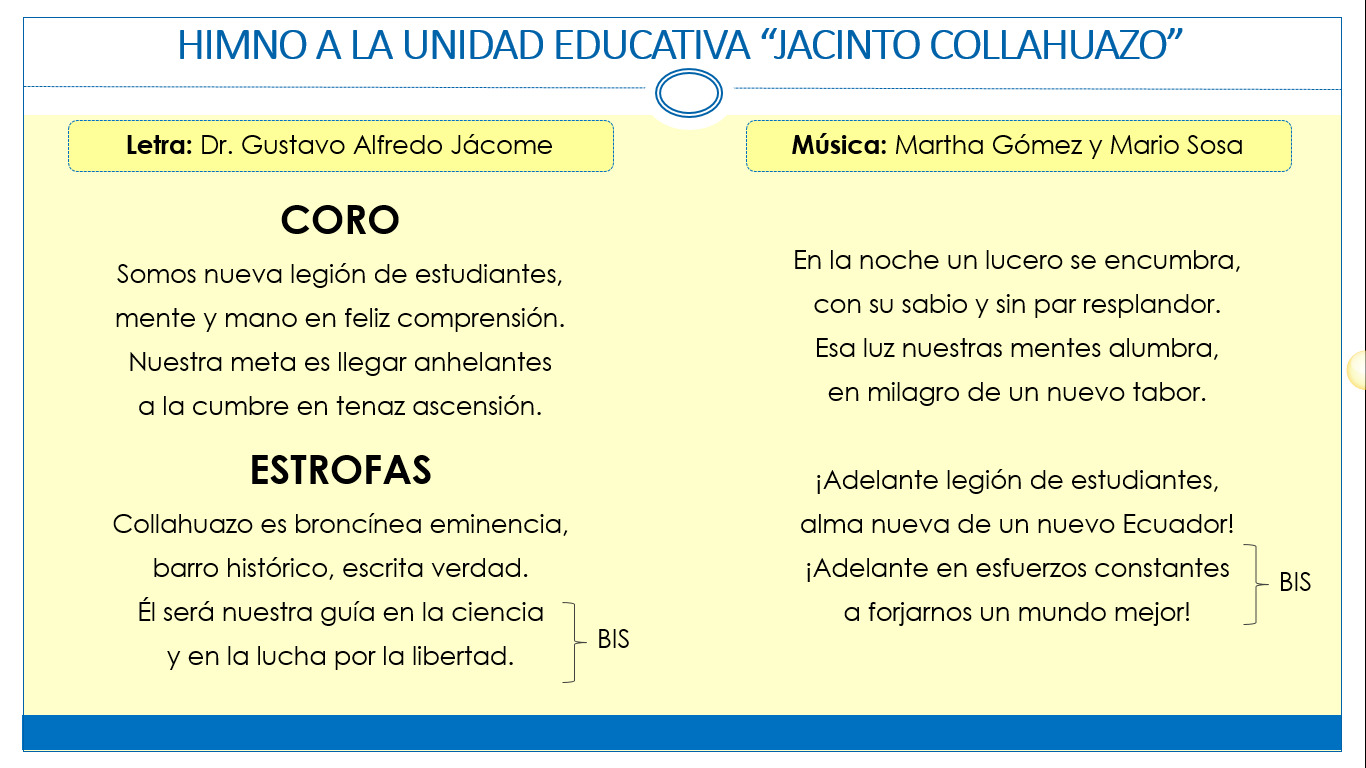 HIMNO A LA UNIDAD EDUCATIVA “JACINTO COLLAHUAZO”
Letra: Dr. Gustavo Alfredo Jácome
Música: Martha Gómez y Mario Sosa
CORO
Somos nueva legión de estudiantes,
mente y mano en feliz comprensión.
Nuestra meta es llegar anhelantes
a la cumbre en tenaz ascensión.
ESTROFAS
Collahuazo es broncínea eminencia,
barro histórico, escrita verdad.
Él será nuestra guía en la ciencia
y en la lucha por la libertad.
BIS
En la noche un lucero se encumbra,
con su sabio y sin par resplandor.
Esa luz nuestras mentes alumbra,
en milagro de un nuevo tabor.
¡Adelante legión de estudiantes,
alma nueva de un nuevo Ecuador!
¡Adelante en esfuerzos constantes
a forjarnos un mundo mejor!
BIS